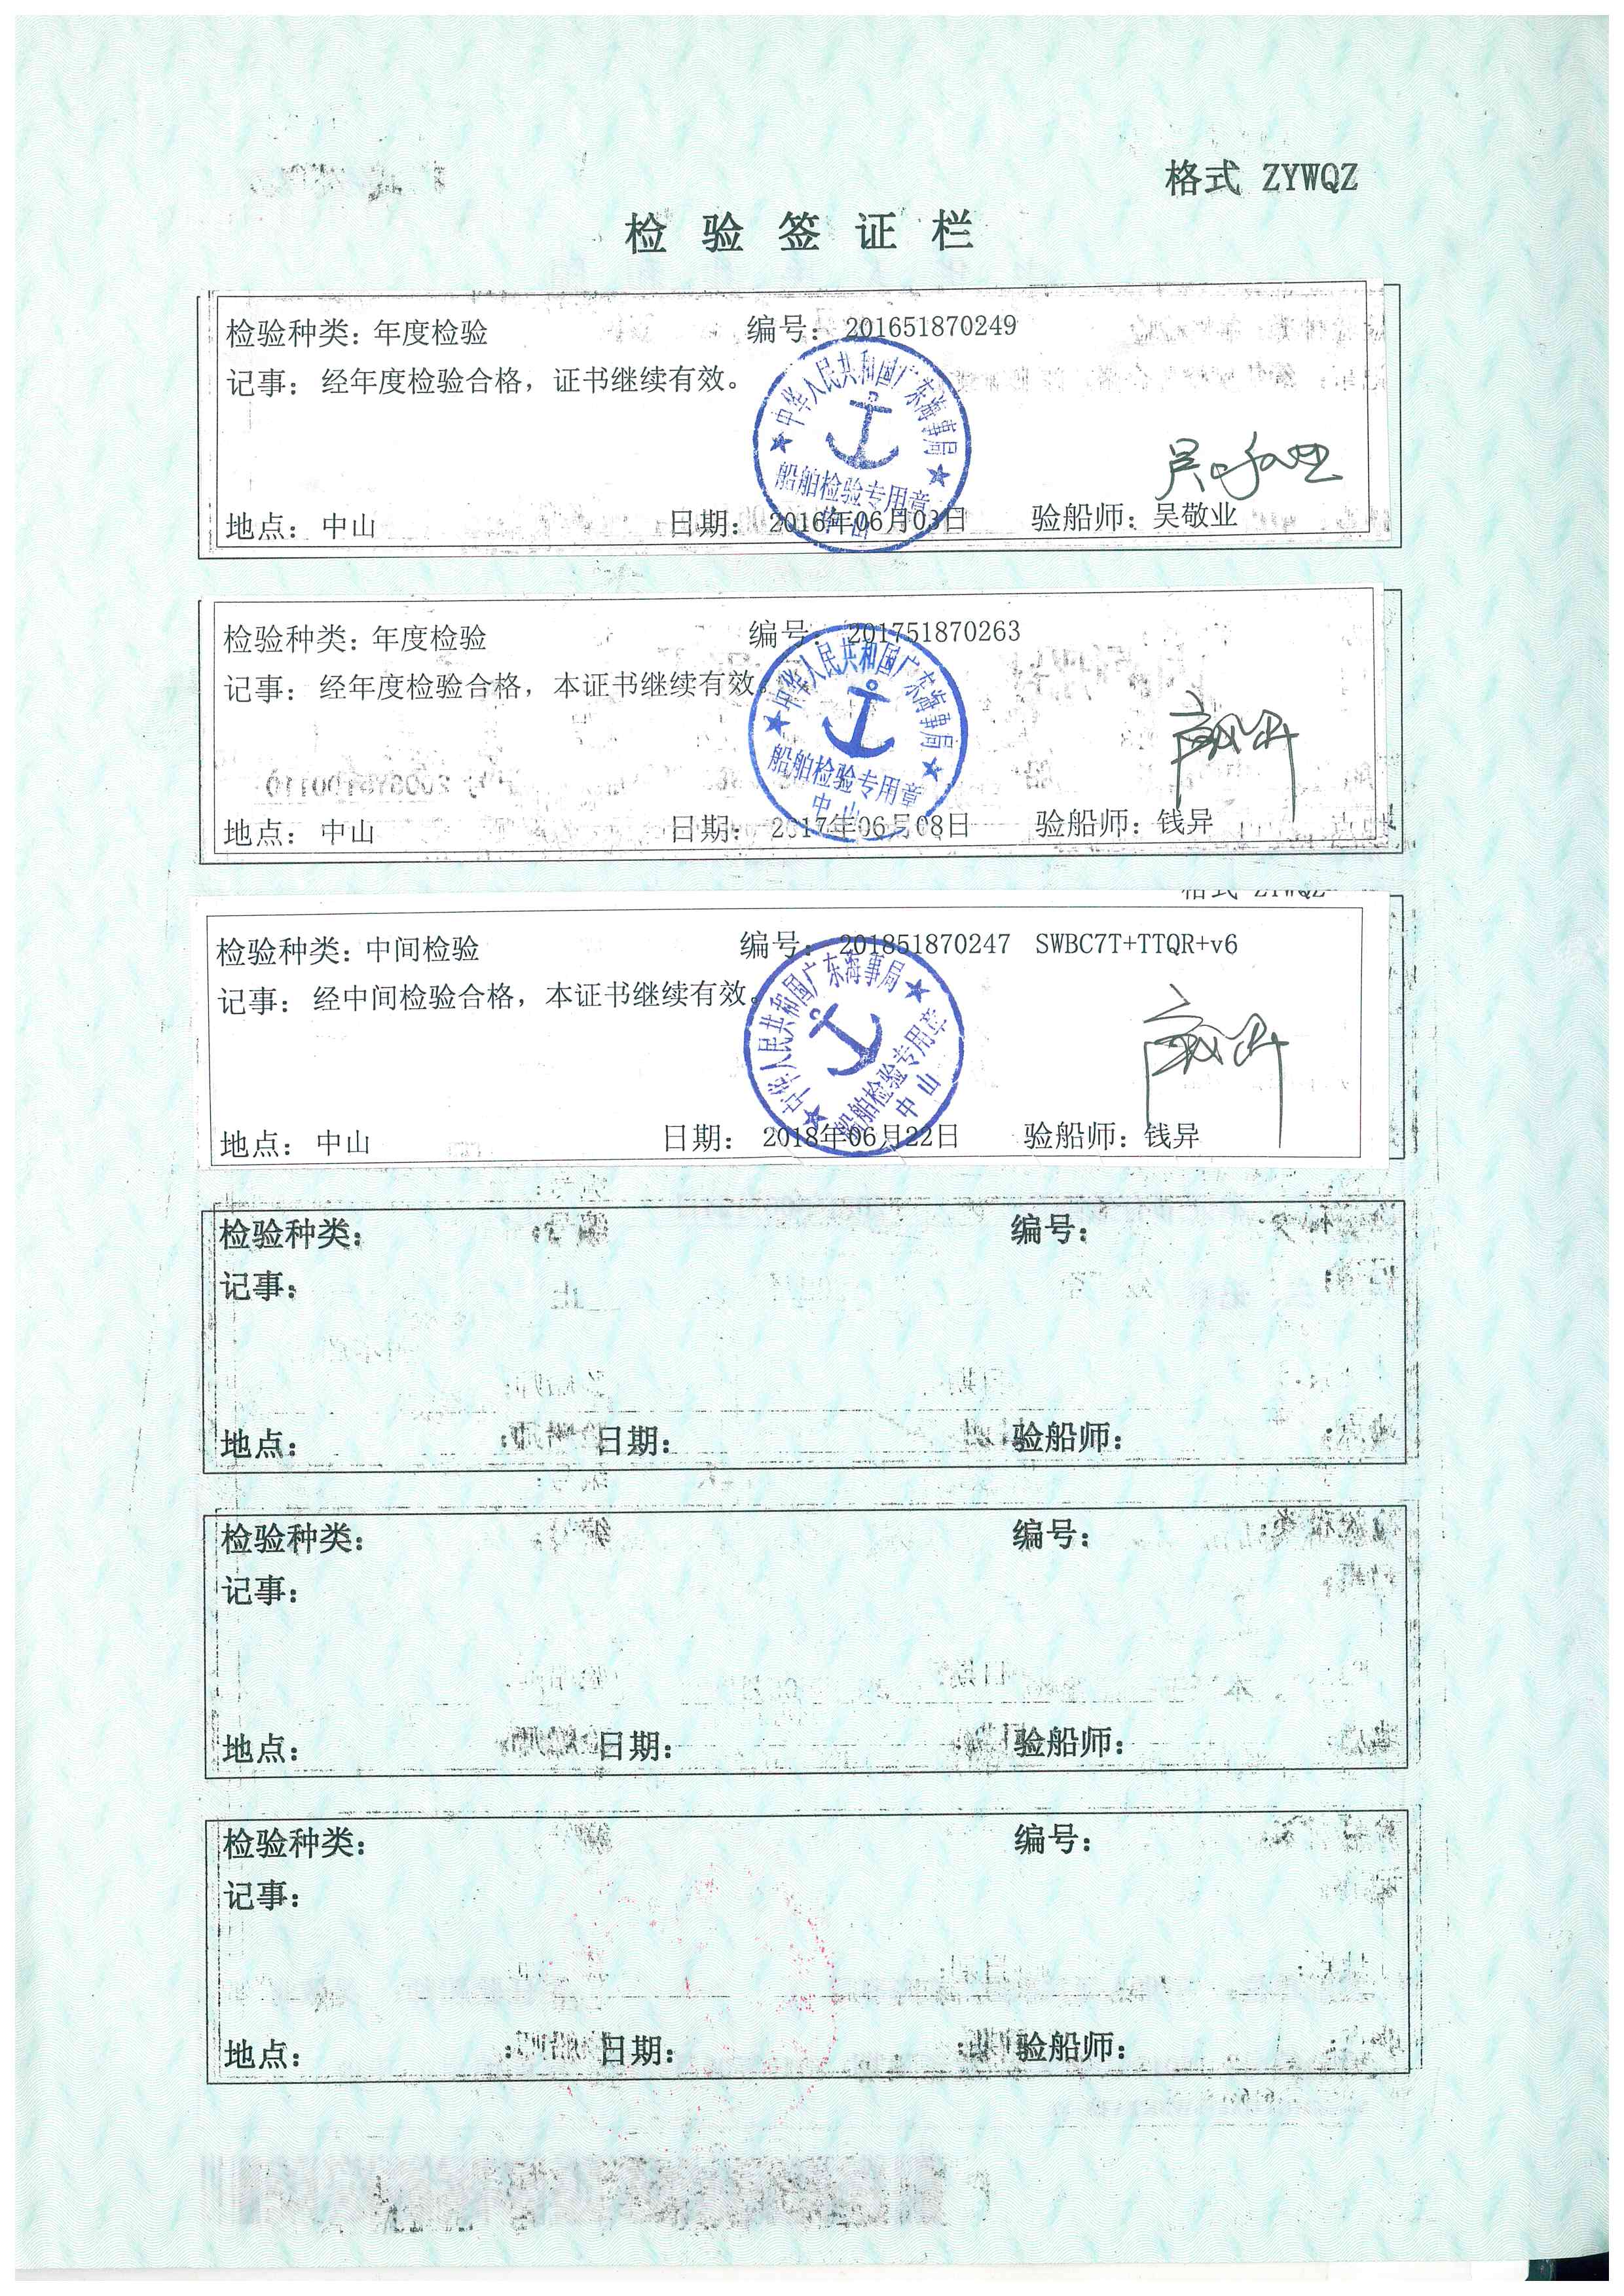 格式 ZYWQZ
检验签证栏
检验种类：年度检验 编号：201651870249
记事：经年度检验合格，证书继续有效。
中华人民共和国广东海事局
船舶检验专用章
中山
地点：中山 日期：2016年06月03日 验船师：吴敬业
检验种类：年度检验 编号：201751870263
记事：经年度检验合格，本证书继续有效。
中华人民共和国广东海事局
船舶检验专用章
中山
地点：中山 日期：2017年06月08日 验船师：钱异
格式 ZYWQZ
检验种类：中间检验 编号：201851870247 SWBC7T+TTQR+v6
记事：经中间检验合格，本证书继续有效。
中华人民共和国广东海事局
船舶检验专用章
中山
地点：中山 日期：2018年06月22日 验船师：钱异
检验种类： 编号：
记事：
地点： 日期： 验船师：
检验种类： 编号：
记事：
地点： 日期： 验船师：
检验种类： 编号：
记事：
地点： 日期： 验船师：